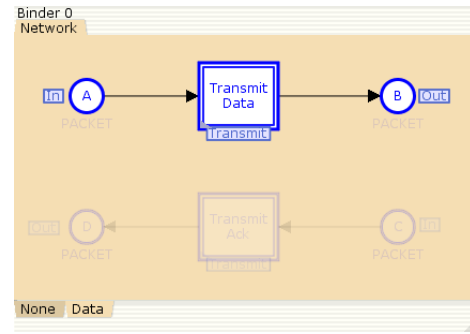 Binder 0
Network
In A Transmit Data B Out
PACKET Transmit PACKET
Out D Transmit Ack C In
PACKET Transmit PACKET
None Data